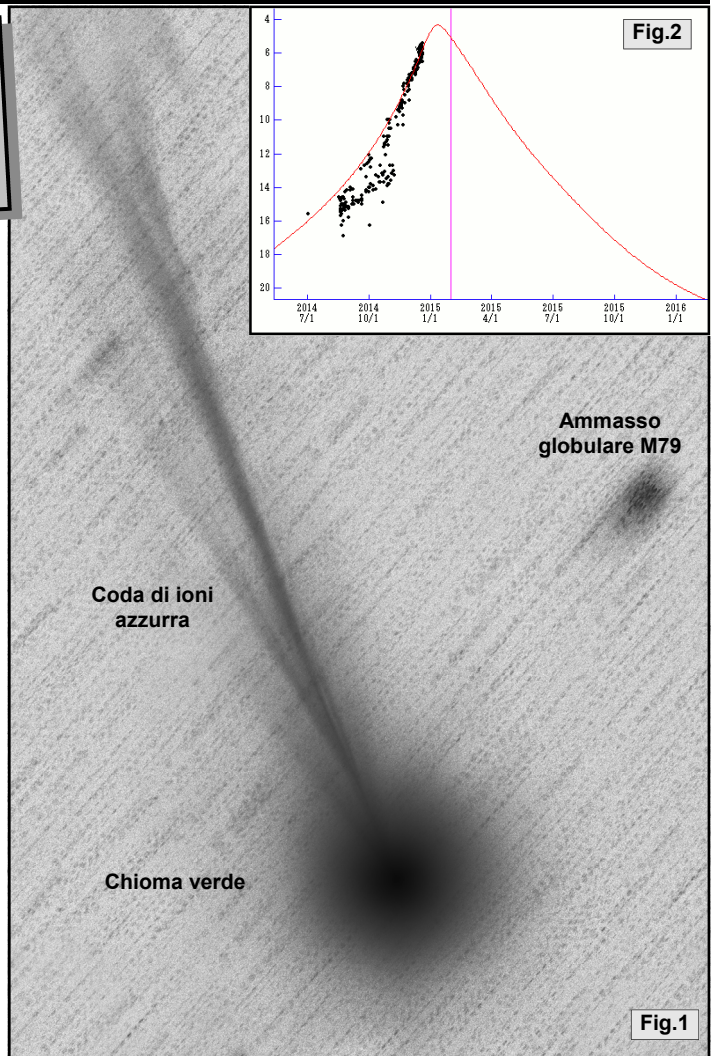 Fig.2
4
6
8
10
12
14
16
18
20
2014 2014 2015 2015 2015 2015 2016
7/1 10/1 1/1 4/1 7/1 10/1 1/1
Ammasso
globulare M79
Coda di ioni
azzurra
Chioma verde
Fig.1